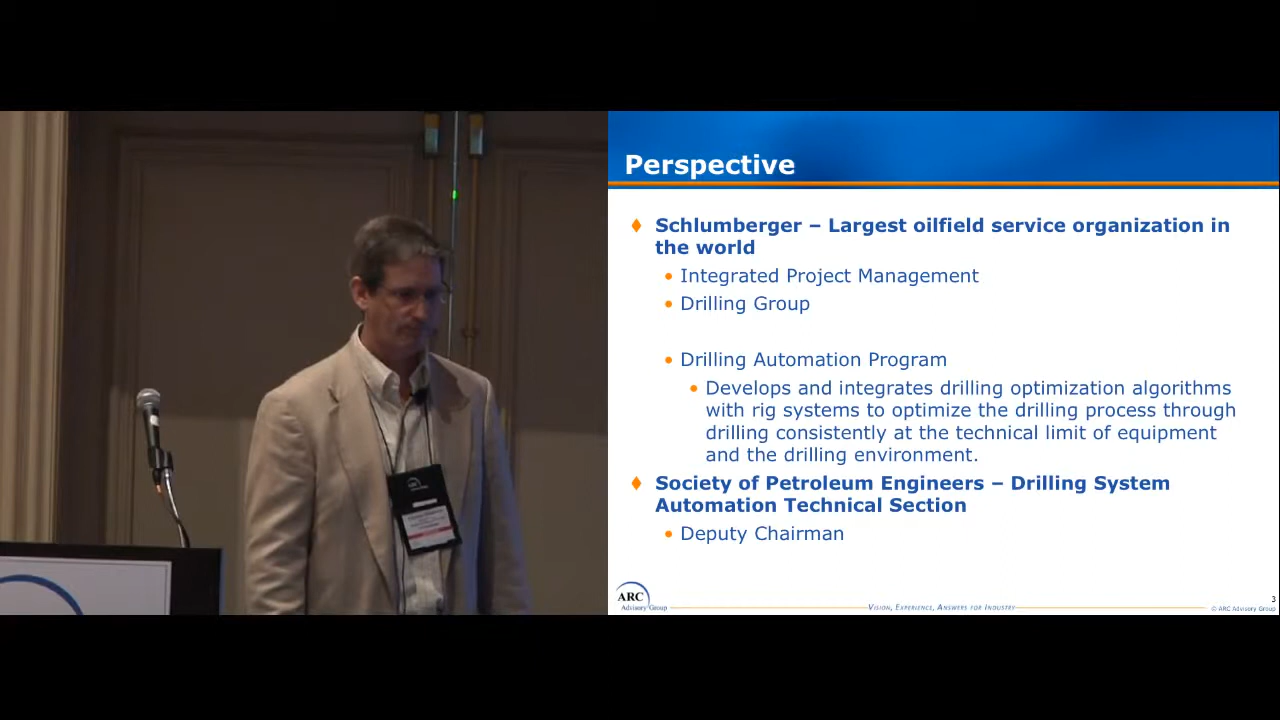 Perspective
♦ Schlumberger – Largest oilfield service organization in
the world
• Integrated Project Management
• Drilling Group
• Drilling Automation Program
• Develops and integrates drilling optimization algorithms
with rig systems to optimize the drilling process through
drilling consistently at the technical limit of equipment
and the drilling environment.
♦ Society of Petroleum Engineers – Drilling System
Automation Technical Section
• Deputy Chairman
ARC
Advisory Group
VISION, EXPERIENCE, ANSWERS FOR INDUSTRY
3
© ARC Advisory Group
ARC